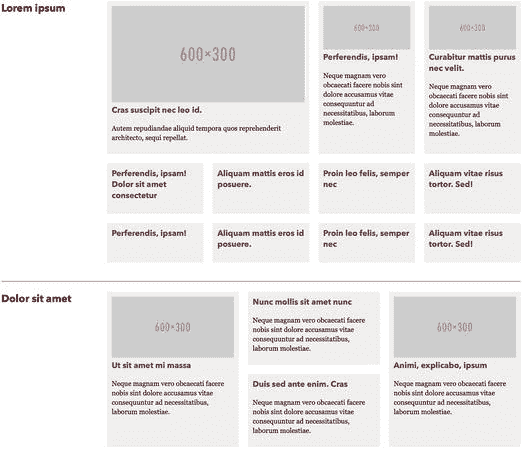 Lorem ipsum
600×300
Cras suscipit nec leo id.
Autem repudiandae aliquid tempora quos reprehenderit
architecto, sequi repellat.
600×300
Perferendis, ipsum!
Neque magnam vero
obcaecati facere nobis sint
dolore accusamus vitae
consequuntur ad
necessitatibus, laborum
molestiae.
600×300
Curabitur mattis purus
nec velit.
Neque magnam vero
obcaecati facere nobis sint
dolore accusamus vitae
consequuntur ad
necessitatibus, laborum
molestiae.
Perferendis, ipsam!
Dolor sit amet
consectetur
Aliquam mattis eros id
posuere.
Proin leo felis, semper
nec
Aliquam vitae risus
tortor. Sed!
Perferendis, ipsam!
Aliquam mattis eros id
posuere.
Proin leo felis, semper
nec
Aliquam vitae risus
tortor. Sed!
Dolor sit amet
600×300
Ut sit amet mi massa
Neque magnam vero obcaecati facere
nobis sint dolore accusamus vitae
consequuntur ad necessitatibus,
laborum molestiae.
Nunc mollis sit amet nunc
Neque magnam vero obcaecati facere
nobis sint dolore accusamus vitae
consequuntur ad necessitatibus,
laborum molestiae.
Duis sed ante enim. Cras
Neque magnam vero obcaecati facere
nobis sint dolore accusamus vitae
consequuntur ad necessitatibus,
laborum molestiae.
600×300
Animi, explicabo, ipsum
Neque magnam vero obcaecati facere
nobis sint dolore accusamus vitae
consequuntur ad necessitatibus,
laborum molestiae.